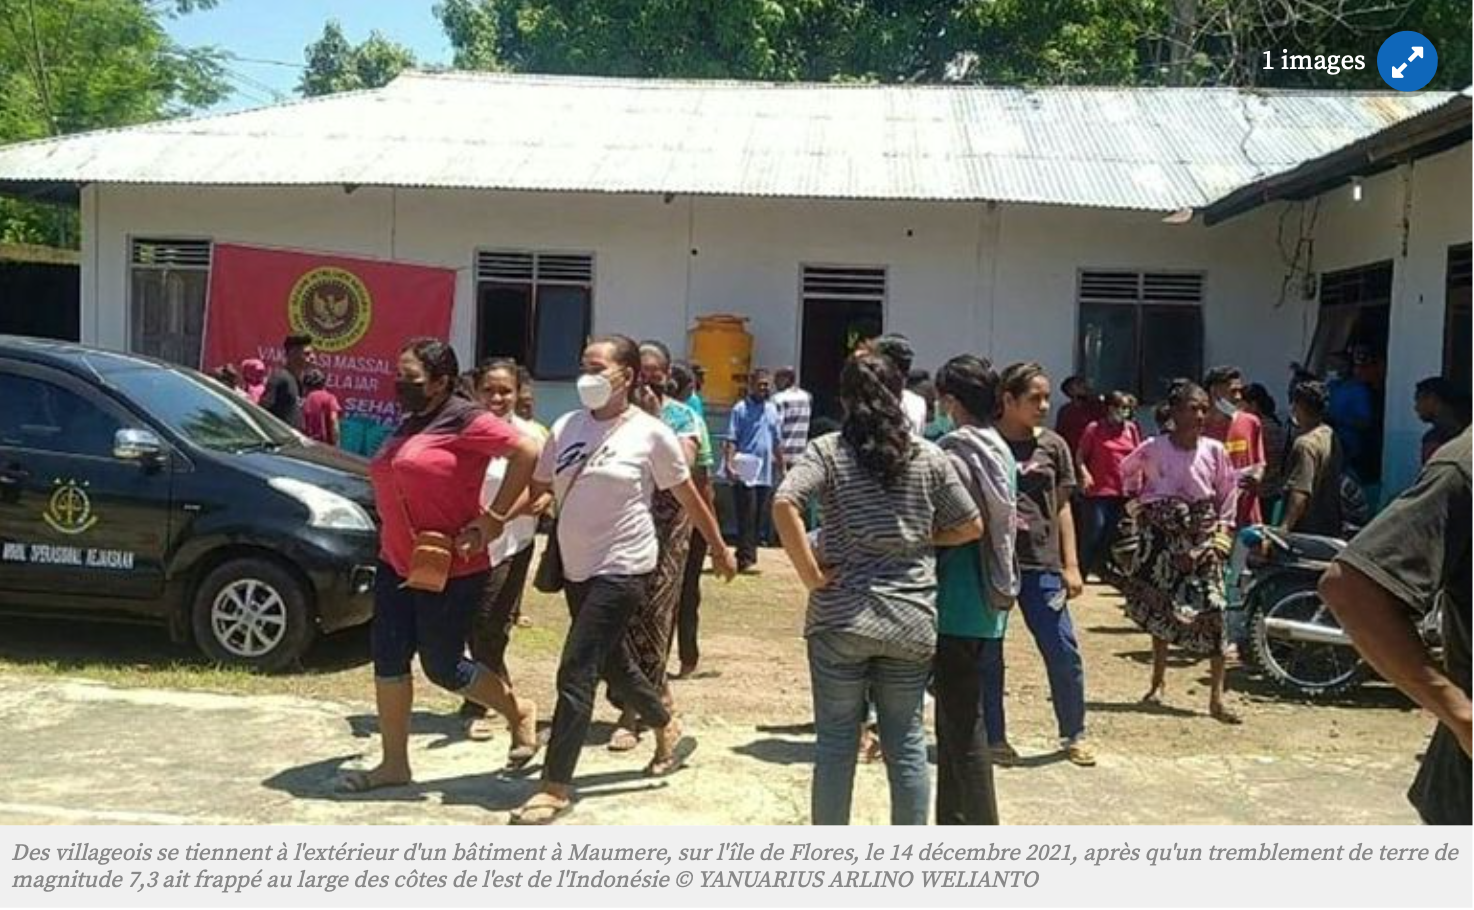 1 images
VAK
ASI MASSAL
ELAJAR
SEHA
OPERASIONAL KEJAKSAAN
Des villageois se tiennent à l'extérieur d'un bâtiment à Maumere, sur l'île de Flores, le 14 décembre 2021, après qu'un tremblement de terre de
magnitude 7,3 ait frappé au large des côtes de l'est de l'Indonésie © YANUARIUS ARLINO WELIANTO